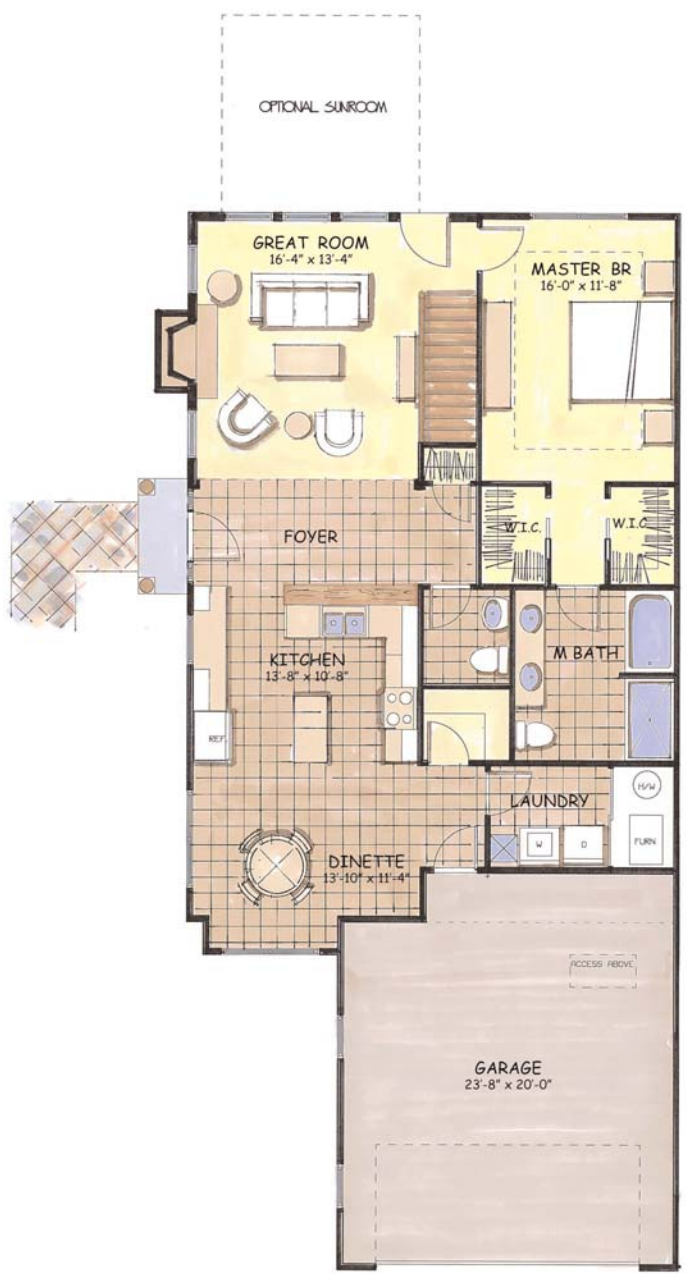 OPTIONAL SUNROOM
GREAT ROOM
16'-4" x 13'-4"
MASTER BR
16'-0" x 11'-8"
W.I.C.
W.I.C.
FOYER
KITCHEN
13'-8" x 10'-8"
M BATH
REF.
LAUNDRY
H/W
W
D
FURN
DINETTE
13'-10" x 11'-4"
ACCESS ABOVE
GARAGE
23'-8" x 20'-0"